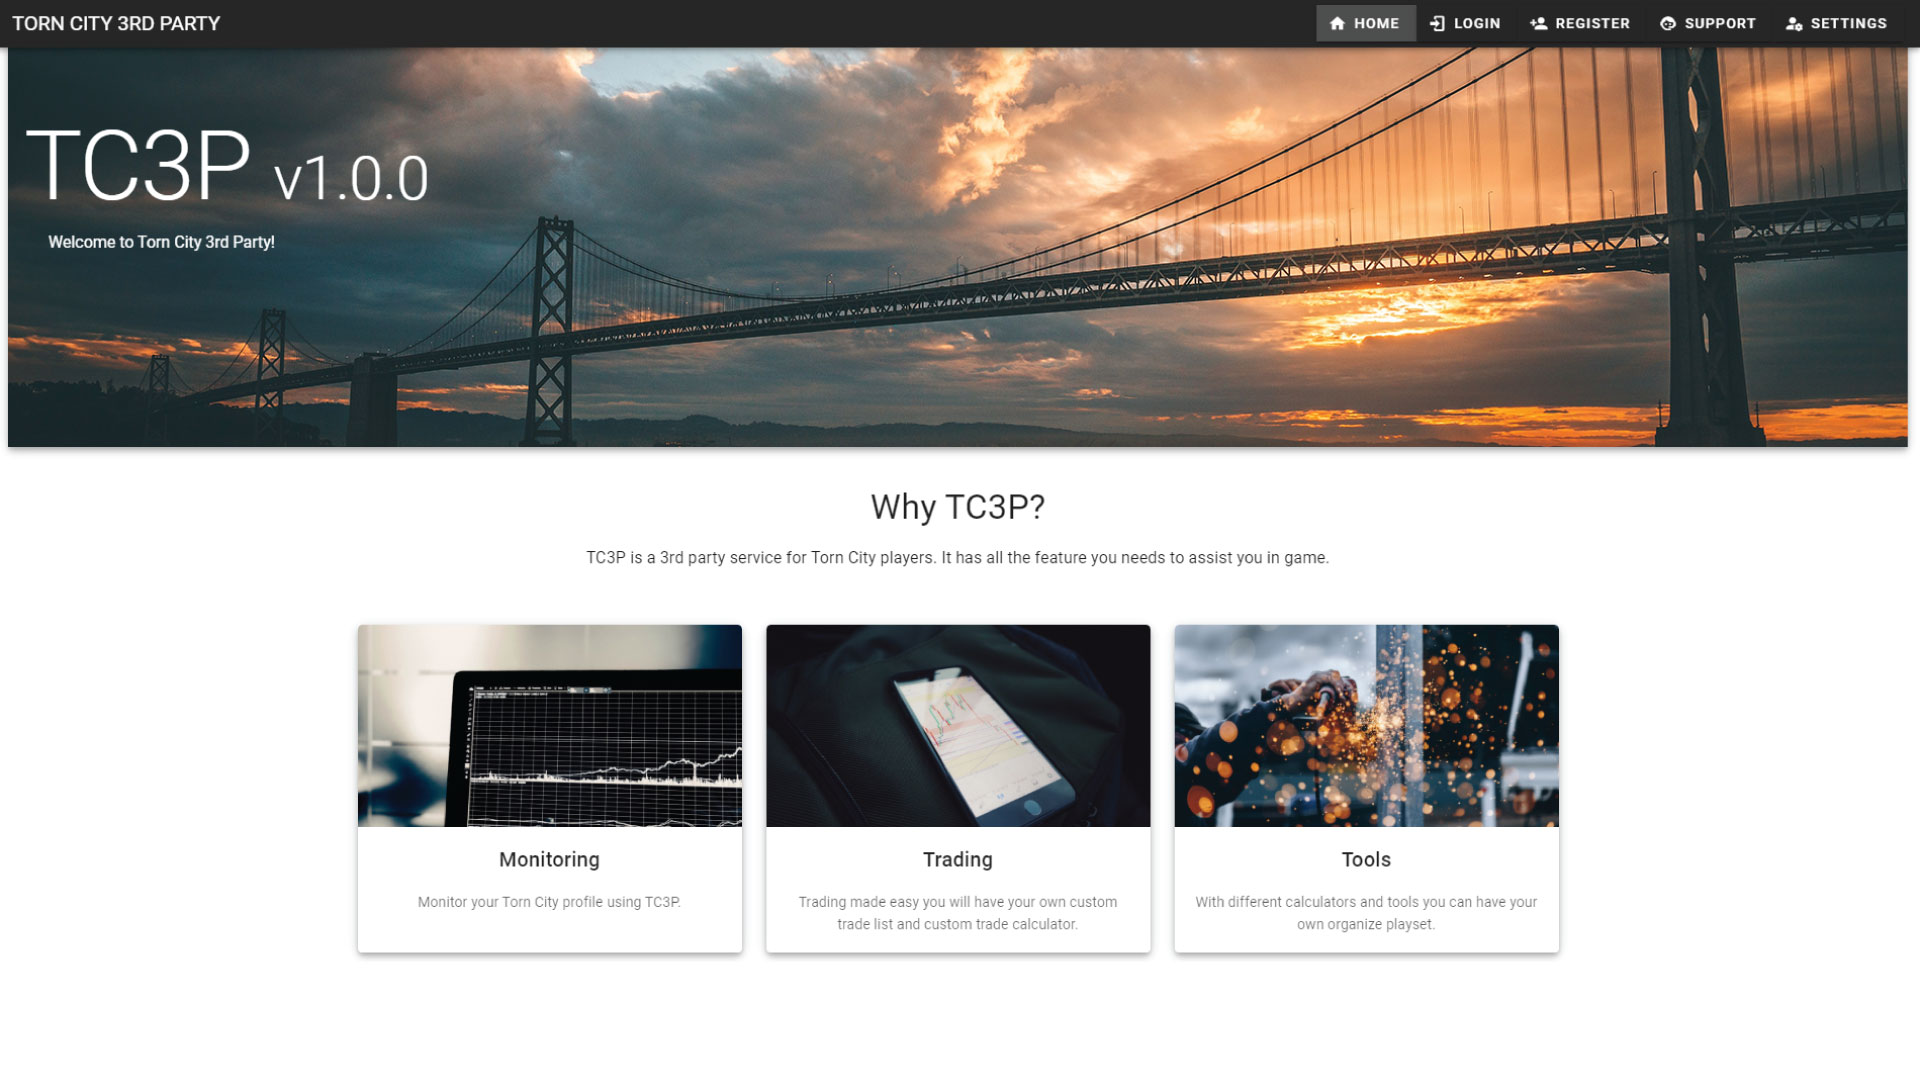 TORN CITY 3RD PARTY
HOME
LOGIN
REGISTER
SUPPORT
SETTINGS
TC3P v1.0.0
Welcome to Torn City 3rd Party!
Why TC3P?
TC3P is a 3rd party service for Torn City players. It has all the feature you needs to assist you in game.
Monitoring
Monitor your Torn City profile using TC3P.
Trading
Trading made easy you will have your own custom
trade list and custom trade calculator.
Tools
With different calculators and tools you can have your
own organize playset.